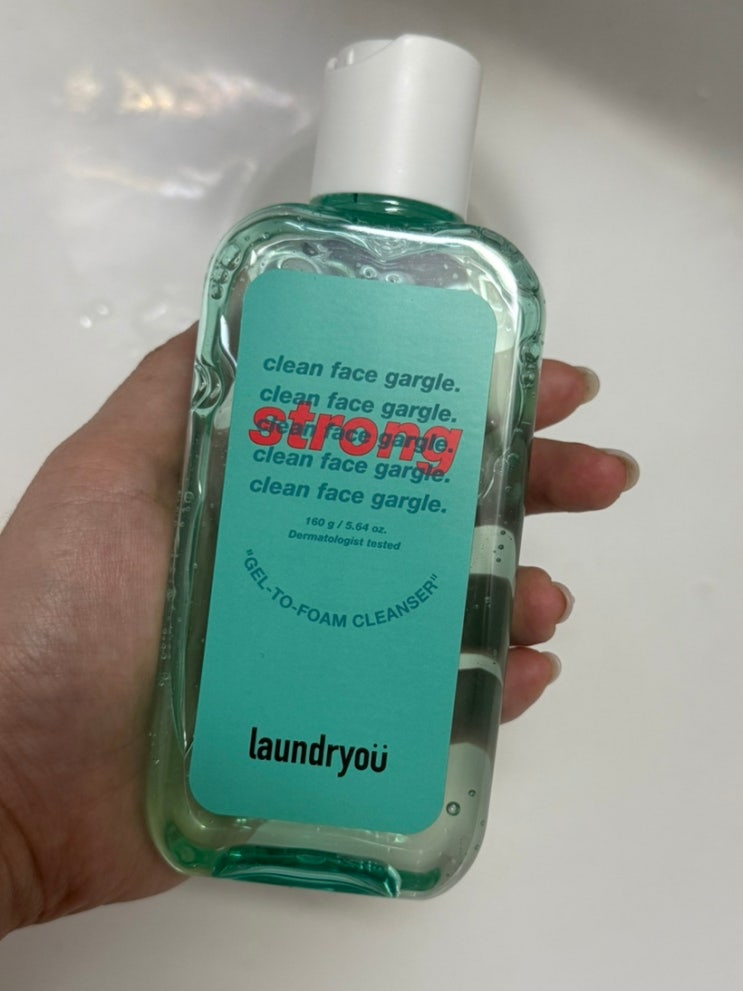 clean face gargle.
clean face gargle.
strong
clean face gargle.
clean face gargle.
clean face gargle.
160 g / 5.64 oz.
Dermatologist tested
"GEL-TO-FOAM CLEANSER"
laundryoü